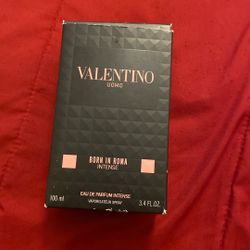 VALENTINO
UOMO
BORN IN ROMA
INTENSE
EAU DE PARFUM INTENSE
VAPORISATEUR SPRAY
100 ml
3.4 FL.OZ.